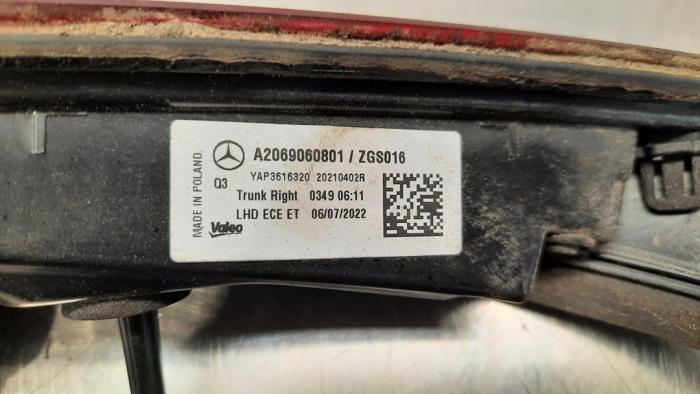 MADE IN POLAND.
A2069060801 / ZGS016
Q3
YAP3616320 20210402R
Trunk Right 0349 06:11
LHD ECE ET 06/07/2022
Valeo